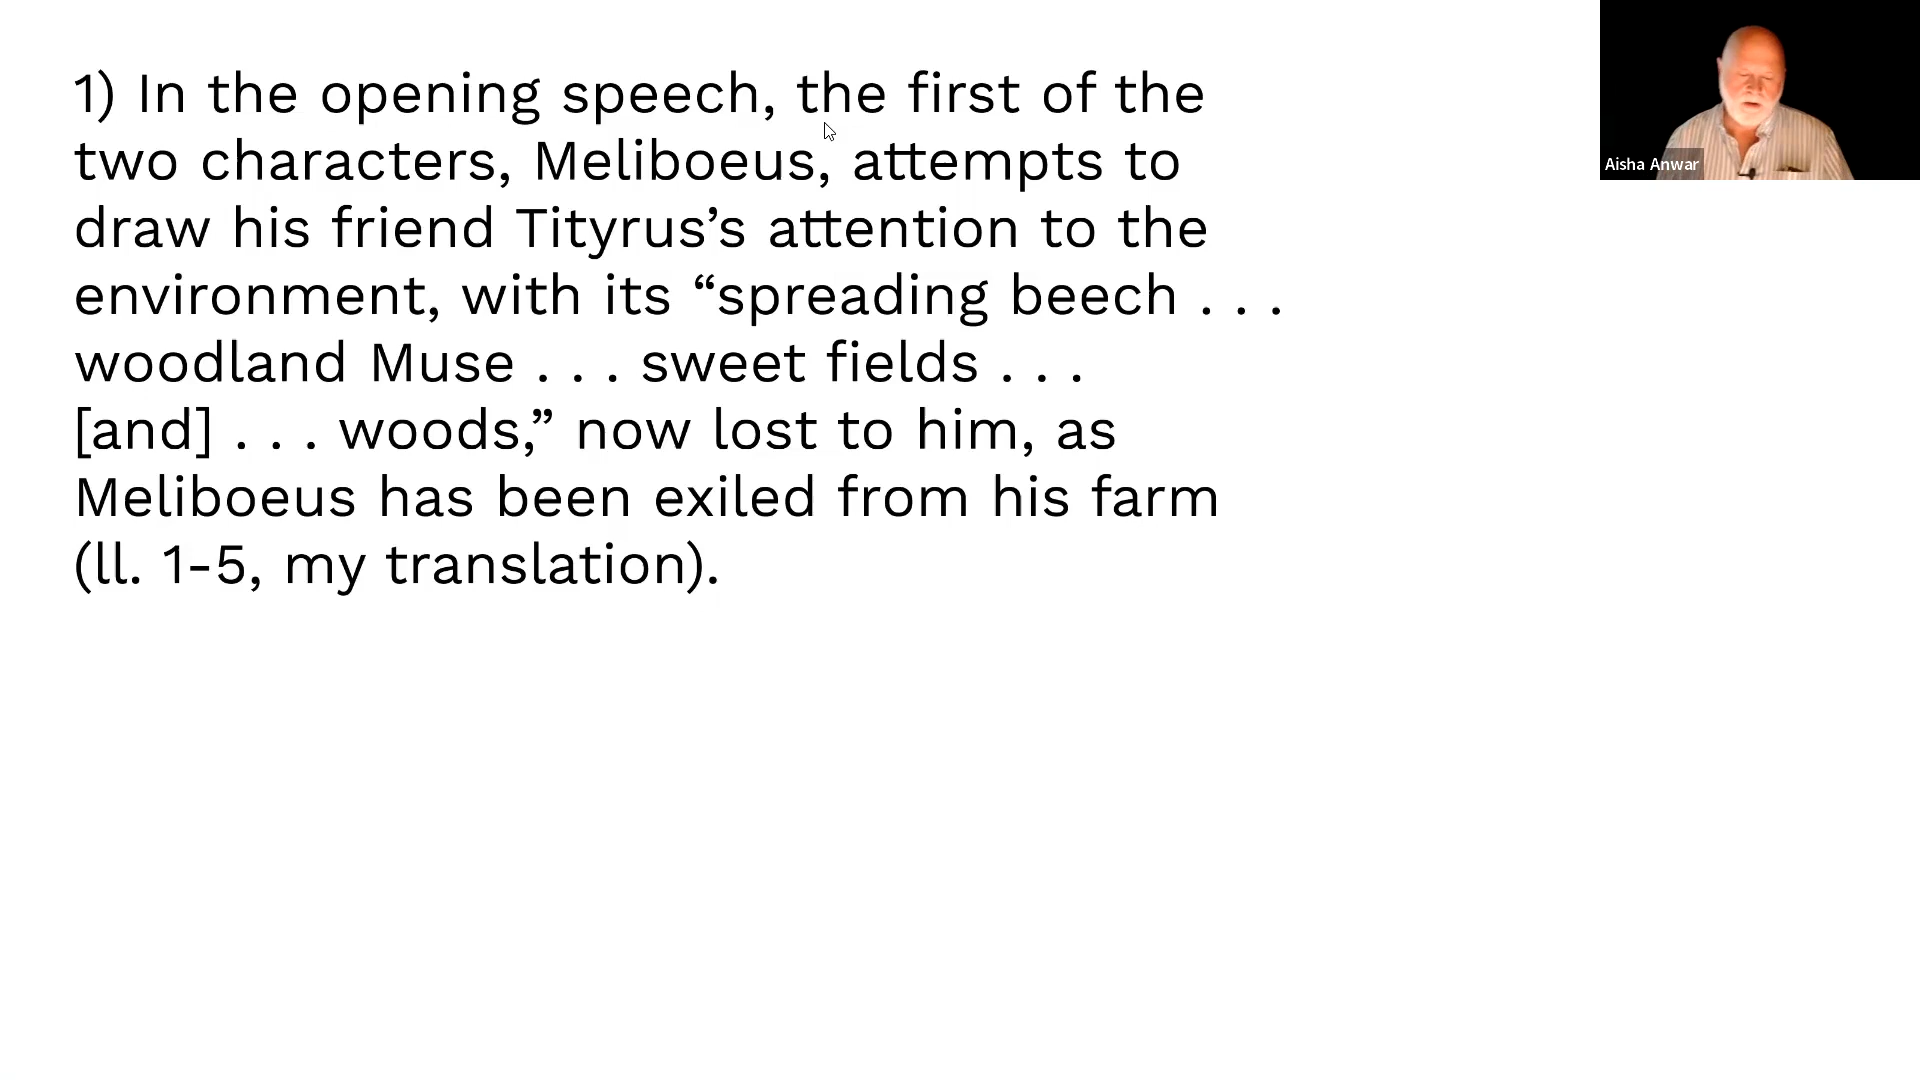 1) In the opening speech, the first of the
two characters, Meliboeus, attempts to
draw his friend Tityrus’s attention to the
environment, with its “spreading beech . . .
woodland Muse . . . sweet fields . . .
[and] . . . woods,” now lost to him, as
Meliboeus has been exiled from his farm
(ll. 1-5, my translation).
Aisha Anwar